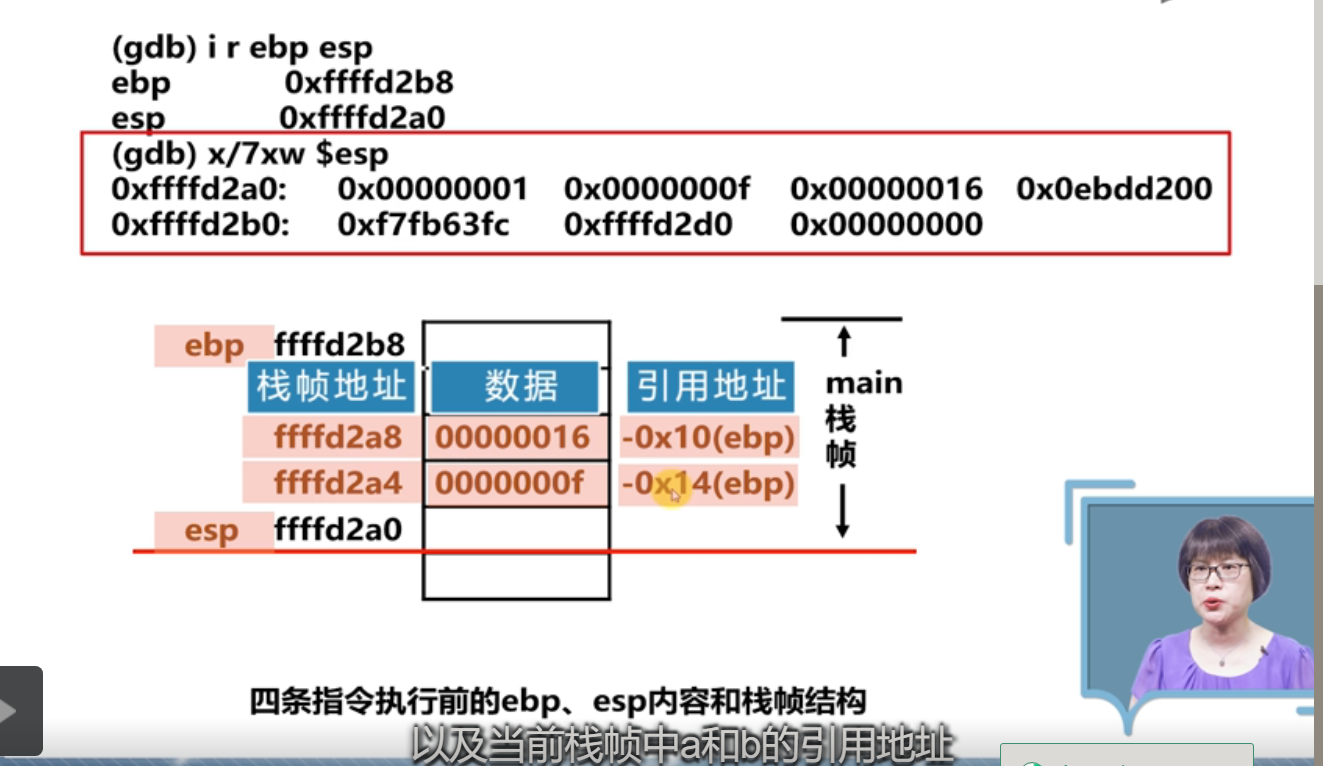 (gdb) i r ebp esp
ebp 0xffffd2b8
esp 0xffffd2a0
(gdb) x/7xw $esp
0xffffd2a0: 0x00000001 0x0000000f 0x00000016 0x0ebdd200
0xffffd2b0: 0xf7fb63fc 0xffffd2d0 0x00000000
ebp ffffd2b8
栈帧地址 数据 引用地址
main
栈
帧
ffffd2a8 00000016 -0x10(ebp)
ffffd2a4 0000000f -0x14(ebp)
esp ffffd2a0
四条指令执行前的ebp、esp内容和栈帧结构
以及当前栈帧中a和b的引用地址